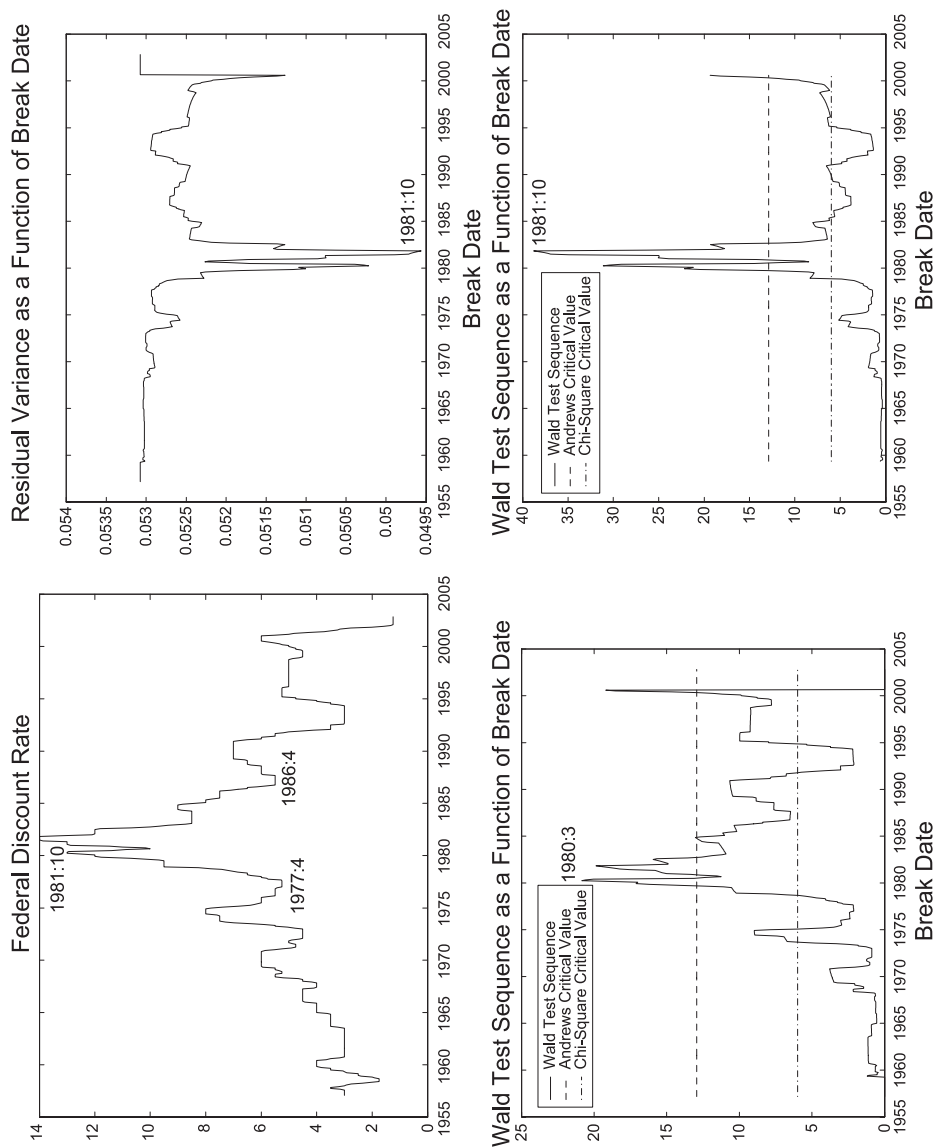 Federal Discount Rate
14
12
10
8
6
4
2
0
1981:10
1977:4
1986:4
1955 1960 1965 1970 1975 1980 1985 1990 1995 2000 2005
Residual Variance as a Function of Break Date
0.054
0.0535
0.053
0.0525
0.052
0.0515
0.051
0.0505
0.05
0.0495
1981:10
1955 1960 1965 1970 1975 1980 1985 1990 1995 2000 2005
Break Date
Wald Test Sequence as a Function of Break Date
25
20
15
10
5
0
Wald Test Sequence
Andrews Critical Value
Chi-Square Critical Value
1980:3
1955 1960 1965 1970 1975 1980 1985 1990 1995 2000 2005
Break Date
Wald Test Sequence as a Function of Break Date
40
35
30
25
20
15
10
5
0
Wald Test Sequence
Andrews Critical Value
Chi-Square Critical Value
1981:10
1955 1960 1965 1970 1975 1980 1985 1990 1995 2000 2005
Break Date